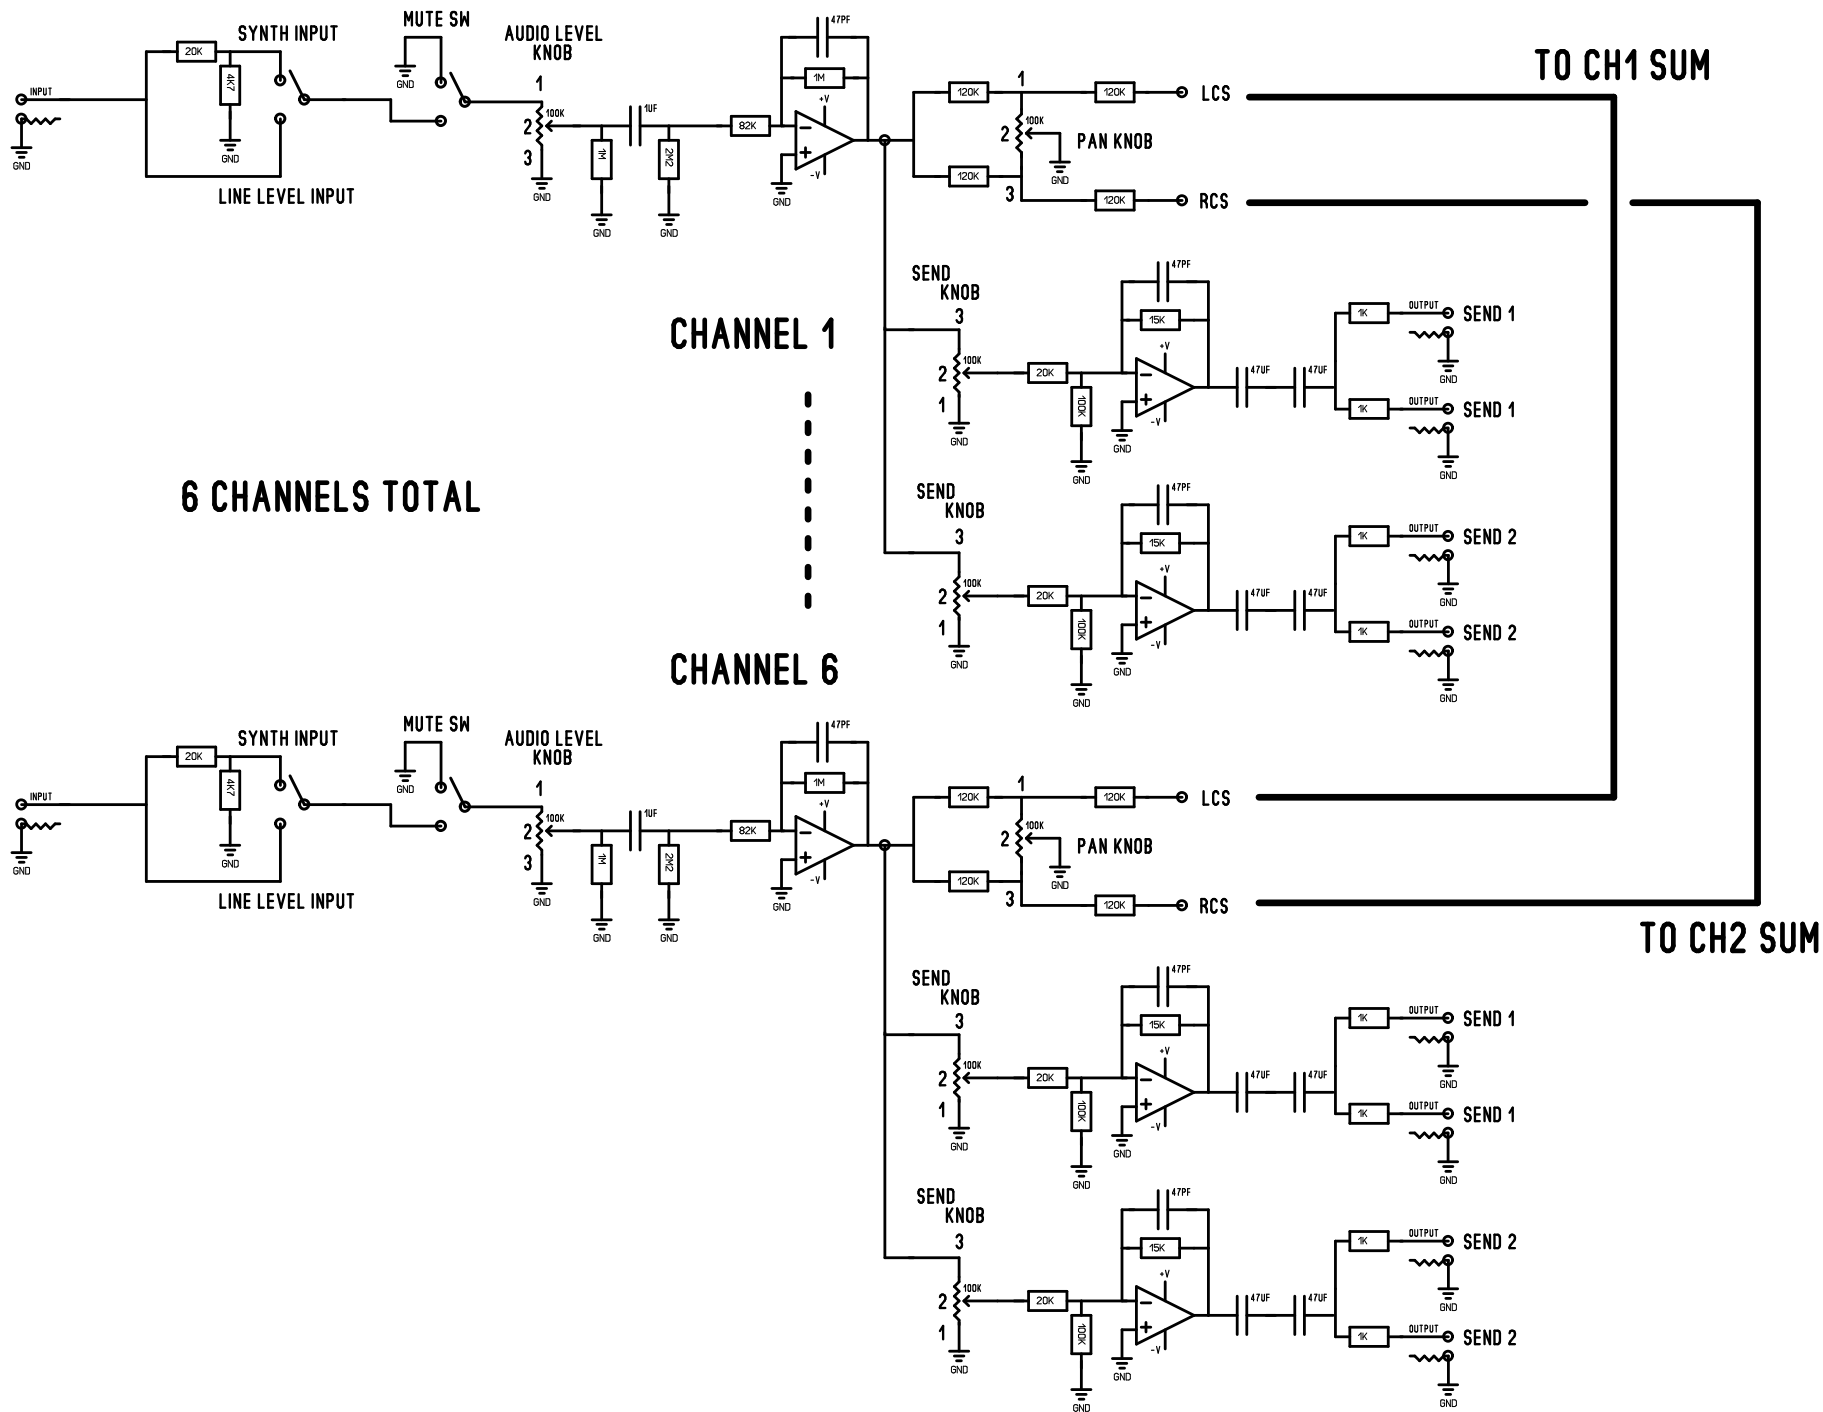 MUTE SW
SYNTH INPUT
AUDIO LEVEL
KNOB
47PF
20K
4K7
GND
1M
1
TO CH1 SUM
INPUT
GND
GND
LINE LEVEL INPUT
100K
2
3
GND
1UF
1M
GND
2M2
GND
82K
+V
-V
GND
120K
120K
1
100K
2
3
GND
PAN KNOB
120K
120K
LCS
RCS
CHANNEL 1
SEND
KNOB
3
100K
2
1
GND
20K
100K
GND
47PF
15K
+V
-V
GND
47UF
47UF
1K
1K
OUTPUT
SEND 1
GND
OUTPUT
SEND 1
GND
6 CHANNELS TOTAL
SEND
KNOB
3
100K
2
1
GND
20K
100K
GND
47PF
15K
+V
-V
GND
47UF
47UF
1K
1K
OUTPUT
SEND 2
GND
OUTPUT
SEND 2
GND
CHANNEL 6
MUTE SW
SYNTH INPUT
AUDIO LEVEL
KNOB
47PF
20K
4K7
GND
1M
1
INPUT
GND
GND
LINE LEVEL INPUT
100K
2
3
GND
1UF
1M
GND
2M2
GND
82K
+V
-V
GND
120K
120K
1
100K
2
3
GND
PAN KNOB
120K
120K
LCS
RCS
TO CH2 SUM
SEND
KNOB
3
100K
2
1
GND
20K
100K
GND
47PF
15K
+V
-V
GND
47UF
47UF
1K
1K
OUTPUT
SEND 1
GND
OUTPUT
SEND 1
GND
SEND
KNOB
3
100K
2
1
GND
20K
100K
GND
47PF
15K
+V
-V
GND
47UF
47UF
1K
1K
OUTPUT
SEND 2
GND
OUTPUT
SEND 2
GND